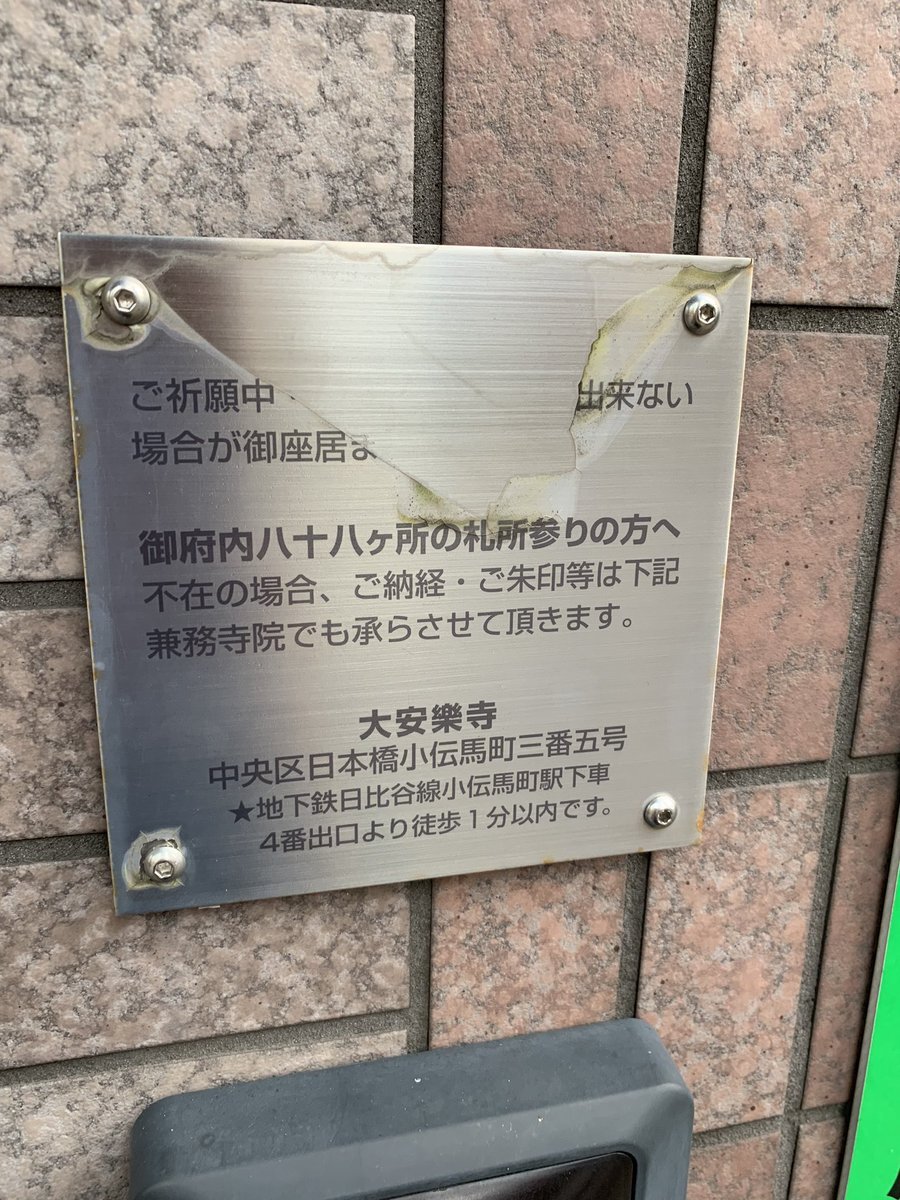 ご祈願中 出来ない
場合が御座居ま
御府内八十八ヶ所の札所参りの方へ
不在の場合、ご納経・ご朱印等は下記
兼務寺院でも承らさせて頂きます。
大安樂寺
中央区日本橋小伝馬町三番五号
★地下鉄日比谷線小伝馬町駅下車
4番出口より徒歩1分以内です。